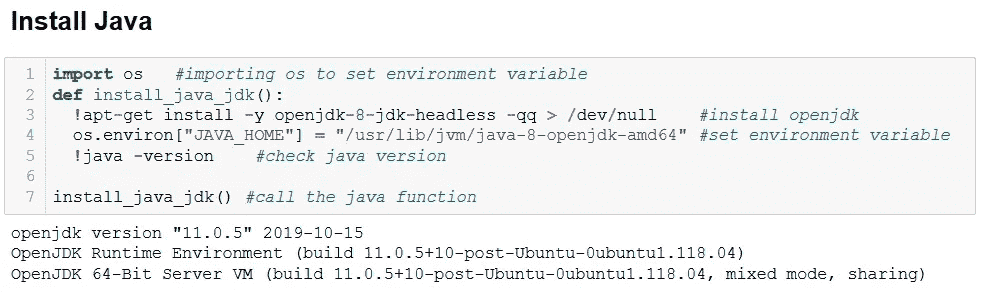 Install Java
1 import os #importing os to set environment variable
2 def install_java_jdk():
3 !apt-get install -y openjdk-8-jdk-headless -qq > /dev/null #install openjdk
4 os.environ["JAVA_HOME"] = "/usr/lib/jvm/java-8-openjdk-amd64" #set environment variable
5 !java -version #check java version
6
7 install_java_jdk() #call the java function
openjdk version "11.0.5" 2019-10-15
OpenJDK Runtime Environment (build 11.0.5+10-post-Ubuntu-0ubuntu1.118.04)
OpenJDK 64-Bit Server VM (build 11.0.5+10-post-Ubuntu-0ubuntu1.118.04, mixed mode, sharing)